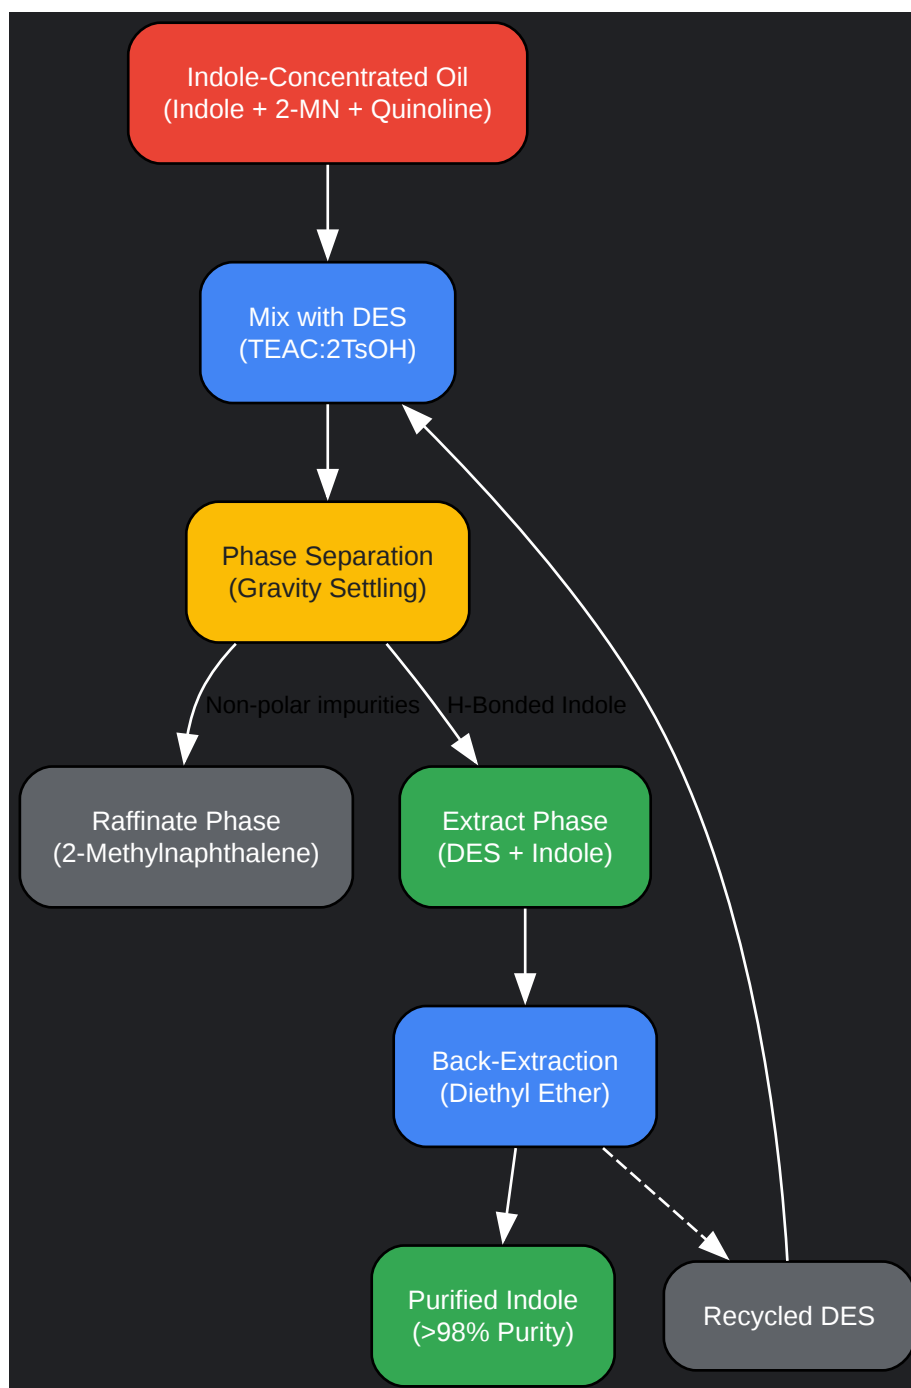 Indole-Concentrated Oil
(Indole + 2-MN + Quinoline)
Mix with DES
(TEAC:2TsOH)
Phase Separation
(Gravity Settling)
Non-polar impurities
H-Bonded Indole
Raffinate Phase
(2-Methylnaphthalene)
Extract Phase
(DES + Indole)
Back-Extraction
(Diethyl Ether)
Purified Indole
(>98% Purity)
Recycled DES